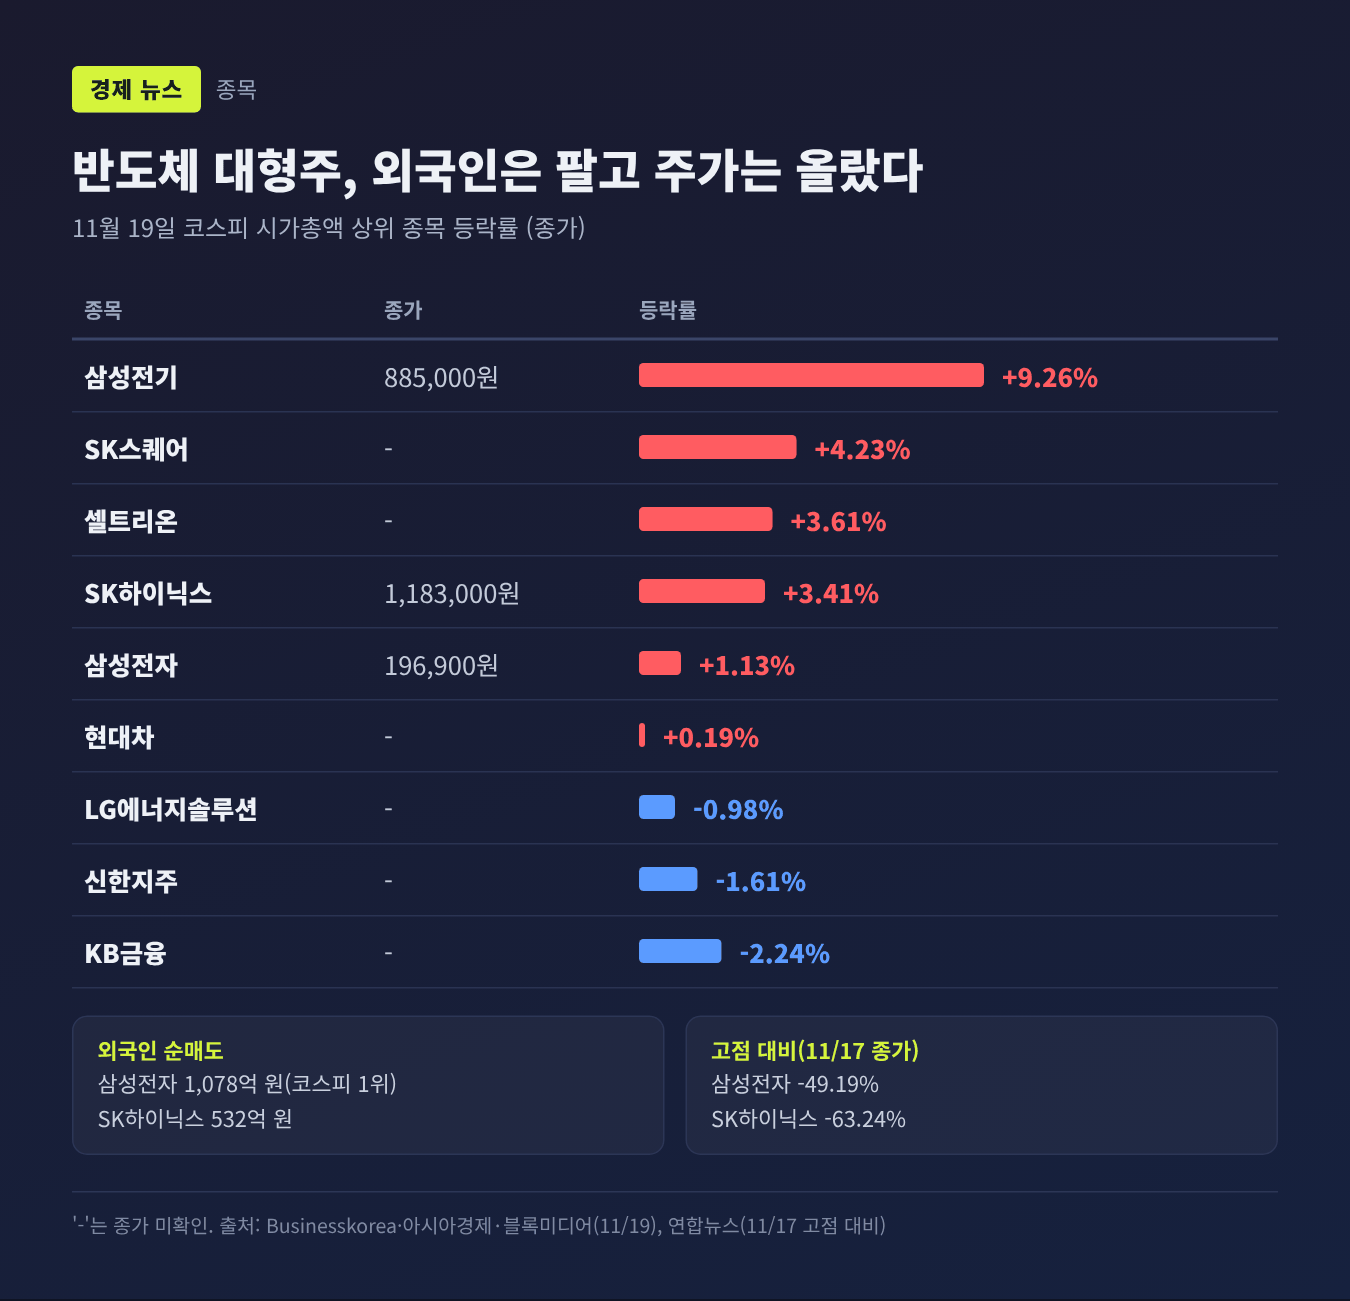 경제 뉴스 종목
반도체 대형주, 외국인은 팔고 주가는 올랐다
11월 19일 코스피 시가총액 상위 종목 등락률 (종가)
종목 종가 등락률
삼성전기 885,000원 +9.26%
SK스퀘어 - +4.23%
셀트리온 - +3.61%
SK하이닉스 1,183,000원 +3.41%
삼성전자 196,900원 +1.13%
현대차 - +0.19%
LG에너지솔루션 - -0.98%
신한지주 - -1.61%
KB금융 - -2.24%
외국인 순매도
삼성전자 1,078억 원(코스피 1위)
SK하이닉스 532억 원
고점 대비(11/17 종가)
삼성전자 -49.19%
SK하이닉스 -63.24%
'-'는 종가 미확인. 출처: Businesskorea·아시아경제·블록미디어(11/19), 연합뉴스(11/17 고점 대비)